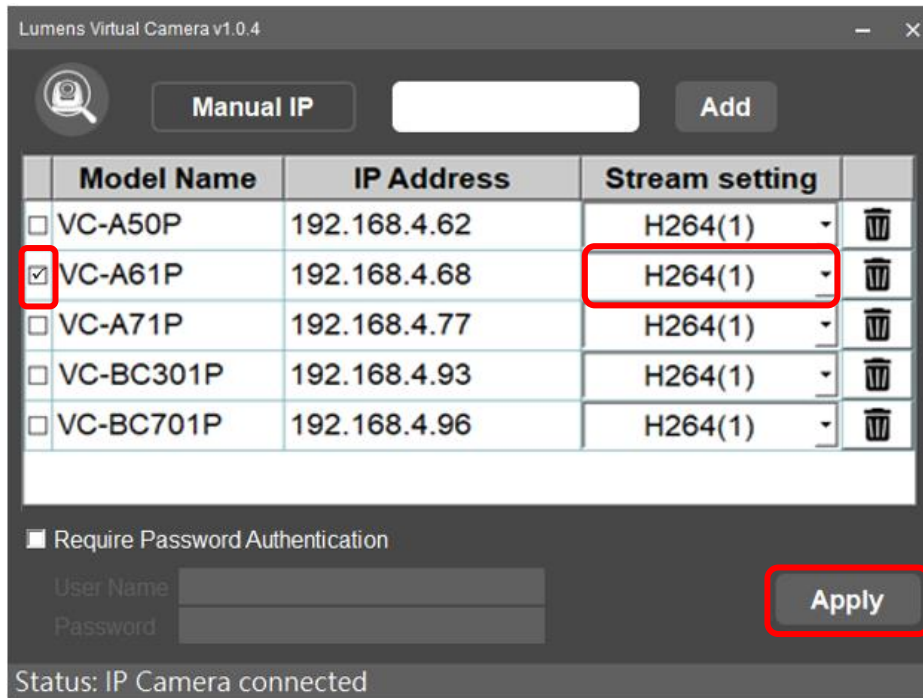 Lumens Virtual Camera v1.0.4
Manual IP Add
Model Name IP Address Stream setting
VC-A50P 192.168.4.62 H264(1)
VC-A61P 192.168.4.68 H264(1)
VC-A71P 192.168.4.77 H264(1)
VC-BC301P 192.168.4.93 H264(1)
VC-BC701P 192.168.4.96 H264(1)
Require Password Authentication
User Name
Password
Apply
Status: IP Camera connected